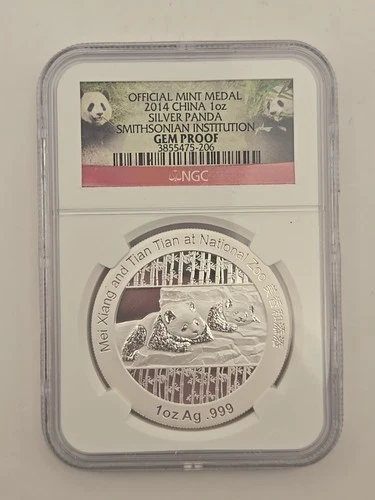 OFFICIAL MINT MEDAL
2014 CHINA 1oz
SILVER PANDA
SMITHSONIAN INSTITUTION
GEM PROOF
3855475-206
NGC
Mei Xiang and Tian Tian at National Zoo
1oz Ag .999